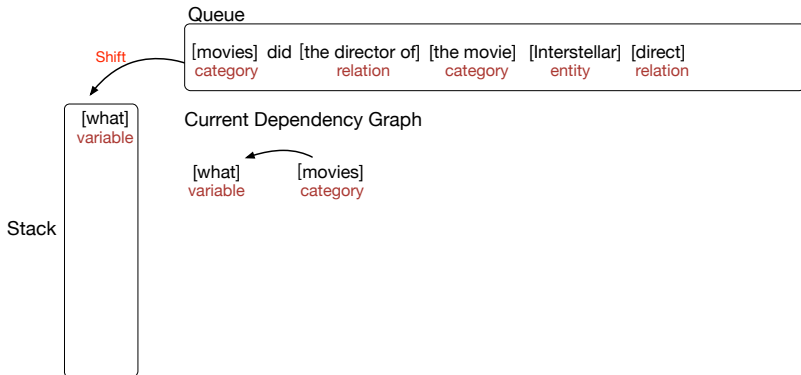 Queue
Shift
[movies] did [the director of] [the movie] [Interstellar] [direct]
category relation category entity relation
[what]
variable
Current Dependency Graph
[what] [movies]
variable category
Stack